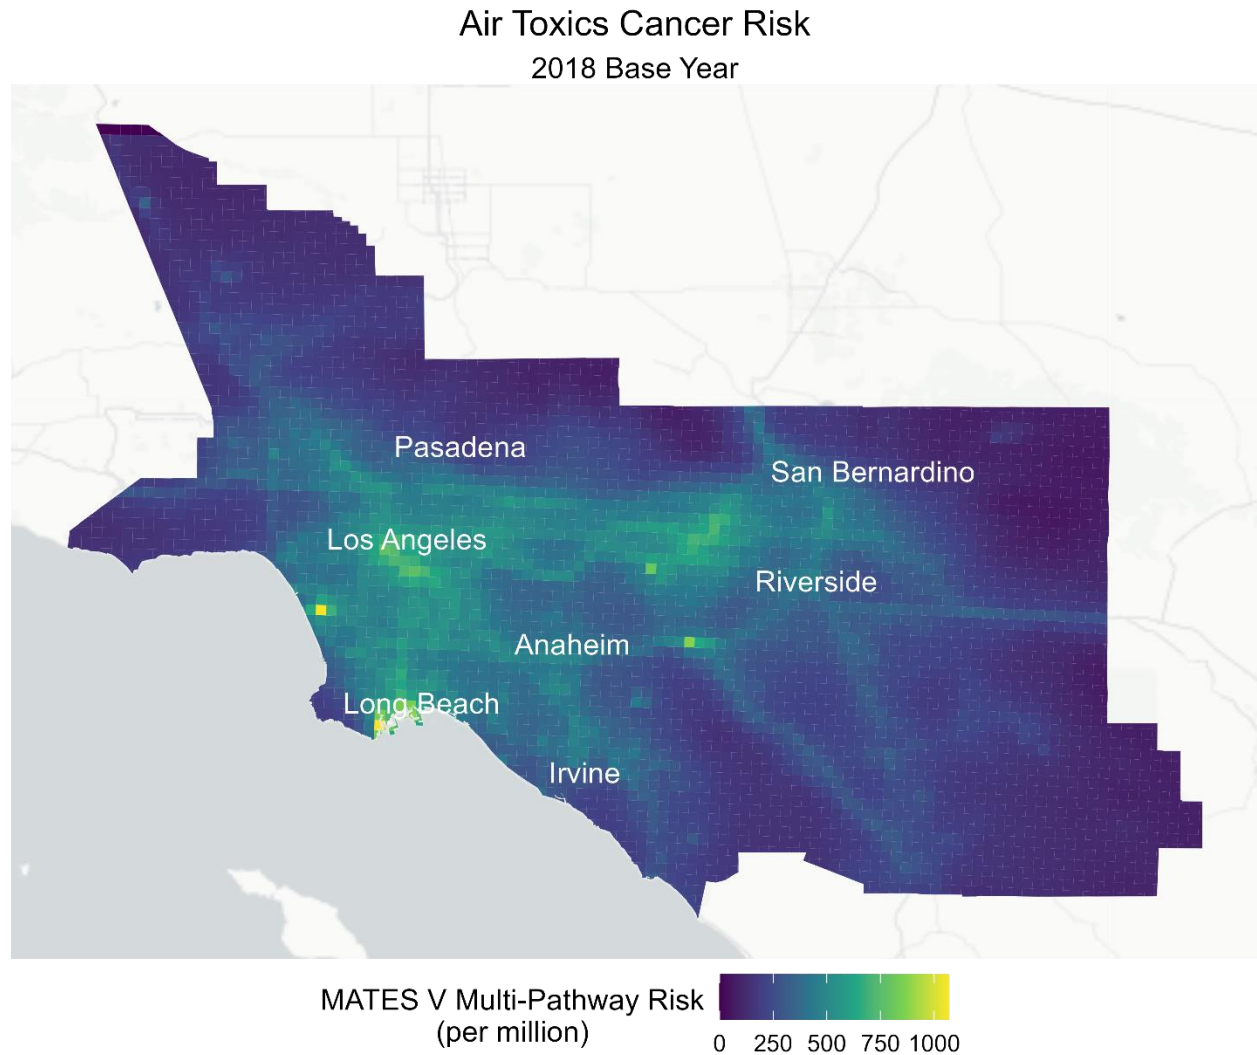 Air Toxics Cancer Risk
2018 Base Year
Pasadena
San Bernardino
Los Angeles
Riverside
Anaheim
Long Beach
Irvine
MATES V Multi-Pathway Risk
(per million)
0 250 500 750 1000